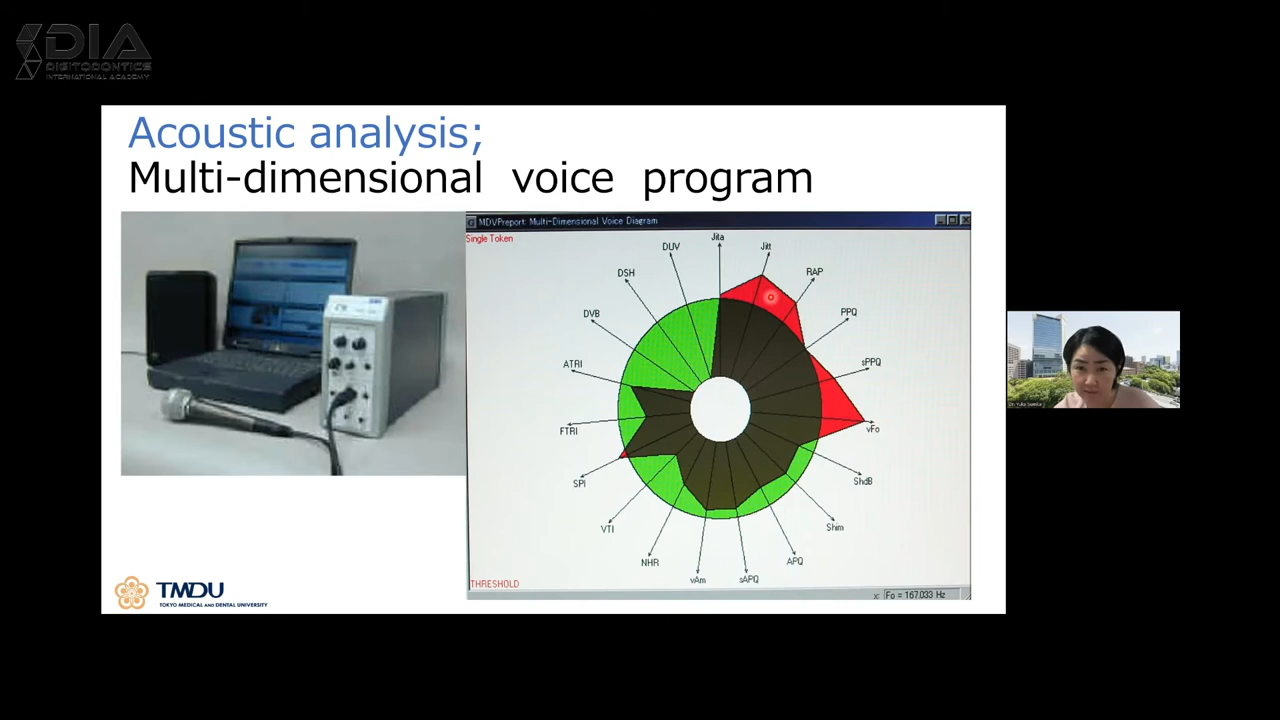 DIA
DIGITODONTICS
INTERNATIONAL ACADEMY
Acoustic analysis;
Multi-dimensional voice program
MDVPreport: Multi-Dimensional Voice Diagram
Single Token
Jita
Jitt
RAP
PPQ
sPPQ
vFo
ShdB
Shim
APQ
sAPQ
vAm
NHR
VTI
SPI
FTRI
ATRI
DVB
DSH
DUV
THRESHOLD
x: Fo = 167.033 Hz
TMDU
TOKYO MEDICAL AND DENTAL UNIVERSITY